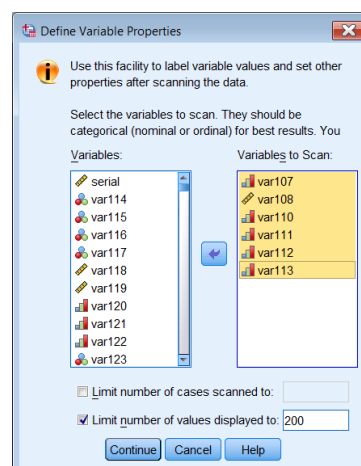 Define Variable Properties
Use this facility to label variable values and set other
properties after scanning the data.
Select the variables to scan. They should be
categorical (nominal or ordinal) for best results. You
Variables:
serial
var114
var115
var116
var117
var118
var119
var120
var121
var122
var123
Variables to Scan:
var107
var108
var110
var111
var112
var113
Limit number of cases scanned to:
Limit number of values displayed to: 200
Continue Cancel Help